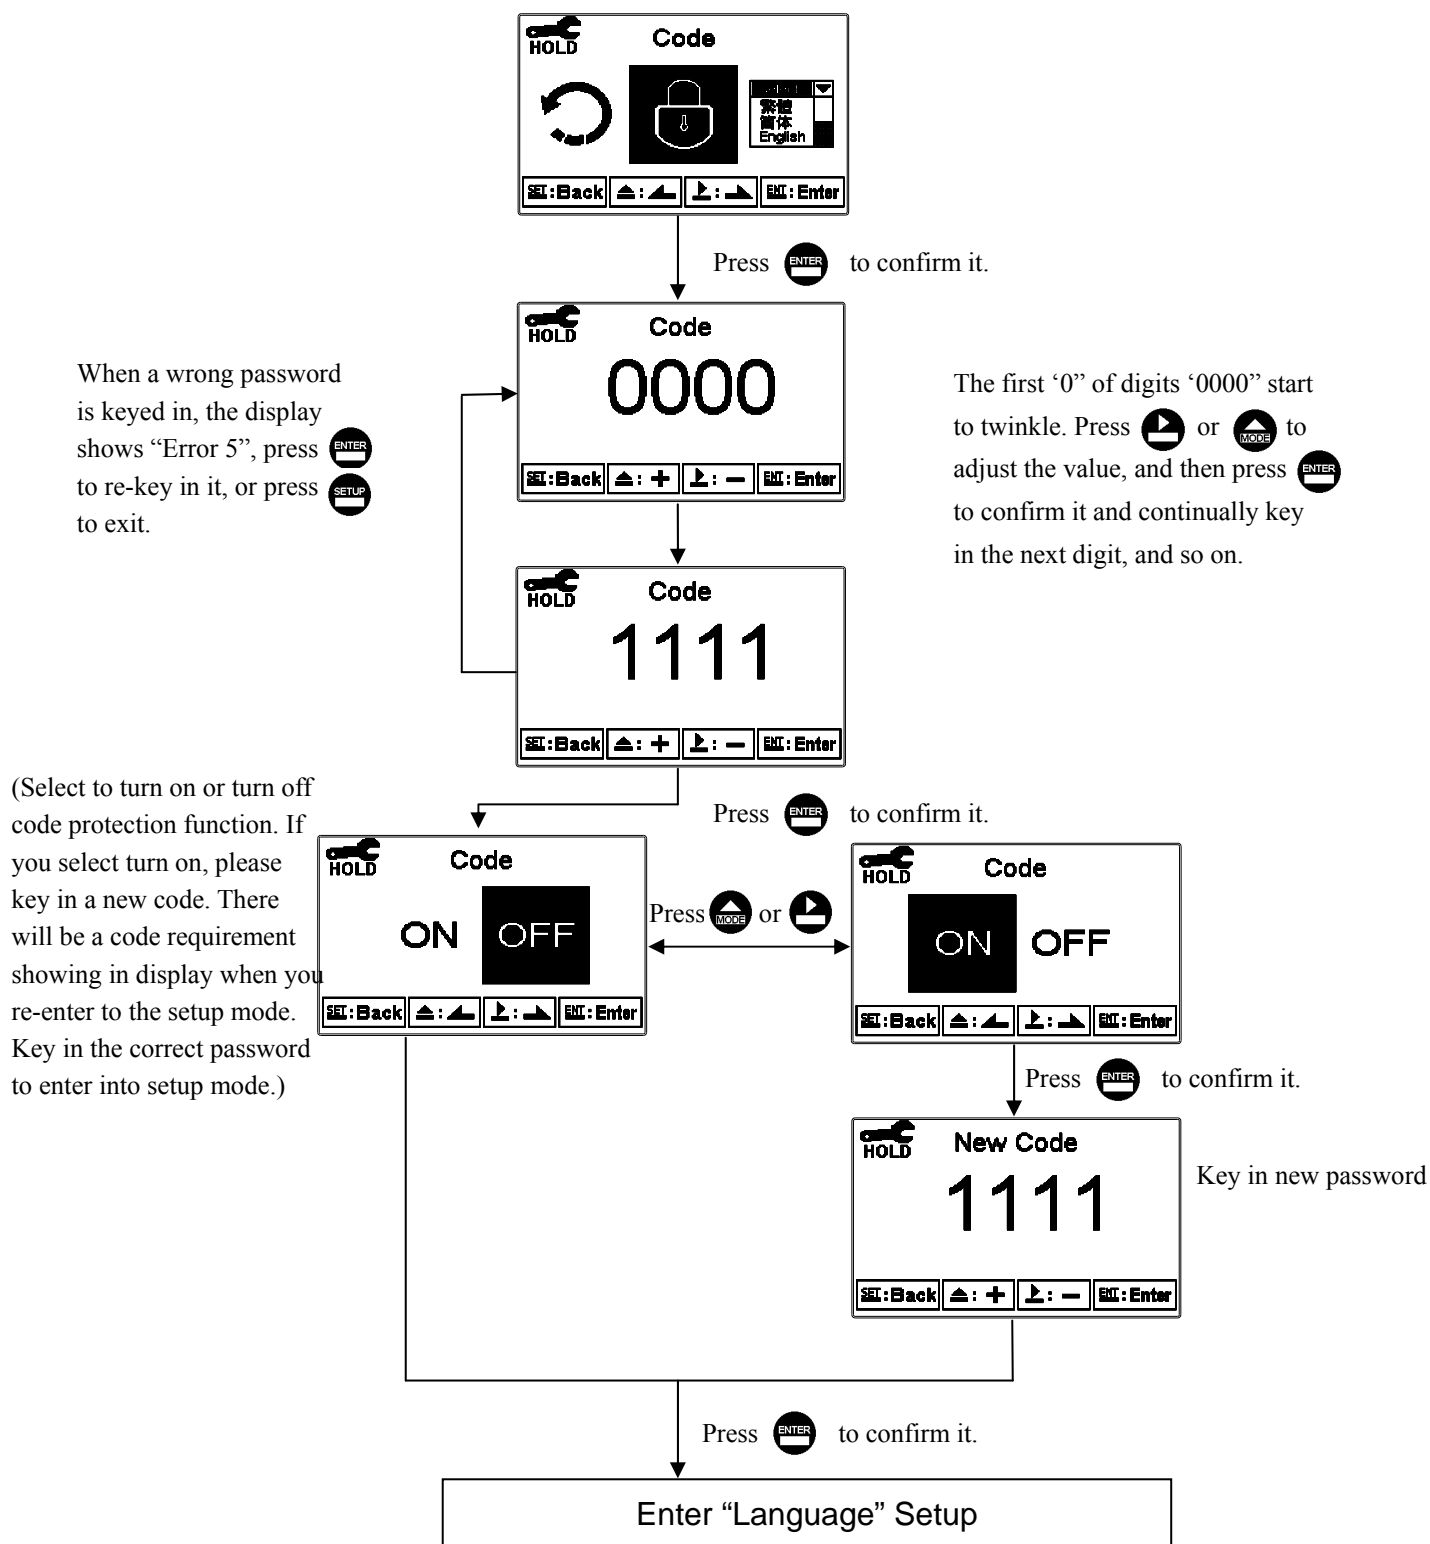 HOLD
Code
繁體
简体
English
SET:Back
:
:
ENT:Enter
Press ENTER to confirm it.
HOLD
Code
0000
SET:Back
: +
: −
ENT:Enter
When a wrong password
is keyed in, the display
shows “Error 5”, press ENTER
to re-key in it, or press SETUP
to exit.
The first ‘0” of digits ‘0000” start
to twinkle. Press or MODE to
adjust the value, and then press ENTER
to confirm it and continually key
in the next digit, and so on.
HOLD
Code
1111
SET:Back
: +
: −
ENT:Enter
Press ENTER to confirm it.
(Select to turn on or turn off
code protection function. If
you select turn on, please
key in a new code. There
will be a code requirement
showing in display when you
re-enter to the setup mode.
Key in the correct password
to enter into setup mode.)
HOLD
Code
ON OFF
SET:Back
:
:
ENT:Enter
Press MODE or
HOLD
Code
ON OFF
SET:Back
:
:
ENT:Enter
Press ENTER to confirm it.
HOLD
New Code
1111
SET:Back
: +
: −
ENT:Enter
Key in new password
Press ENTER to confirm it.
Enter “Language” Setup